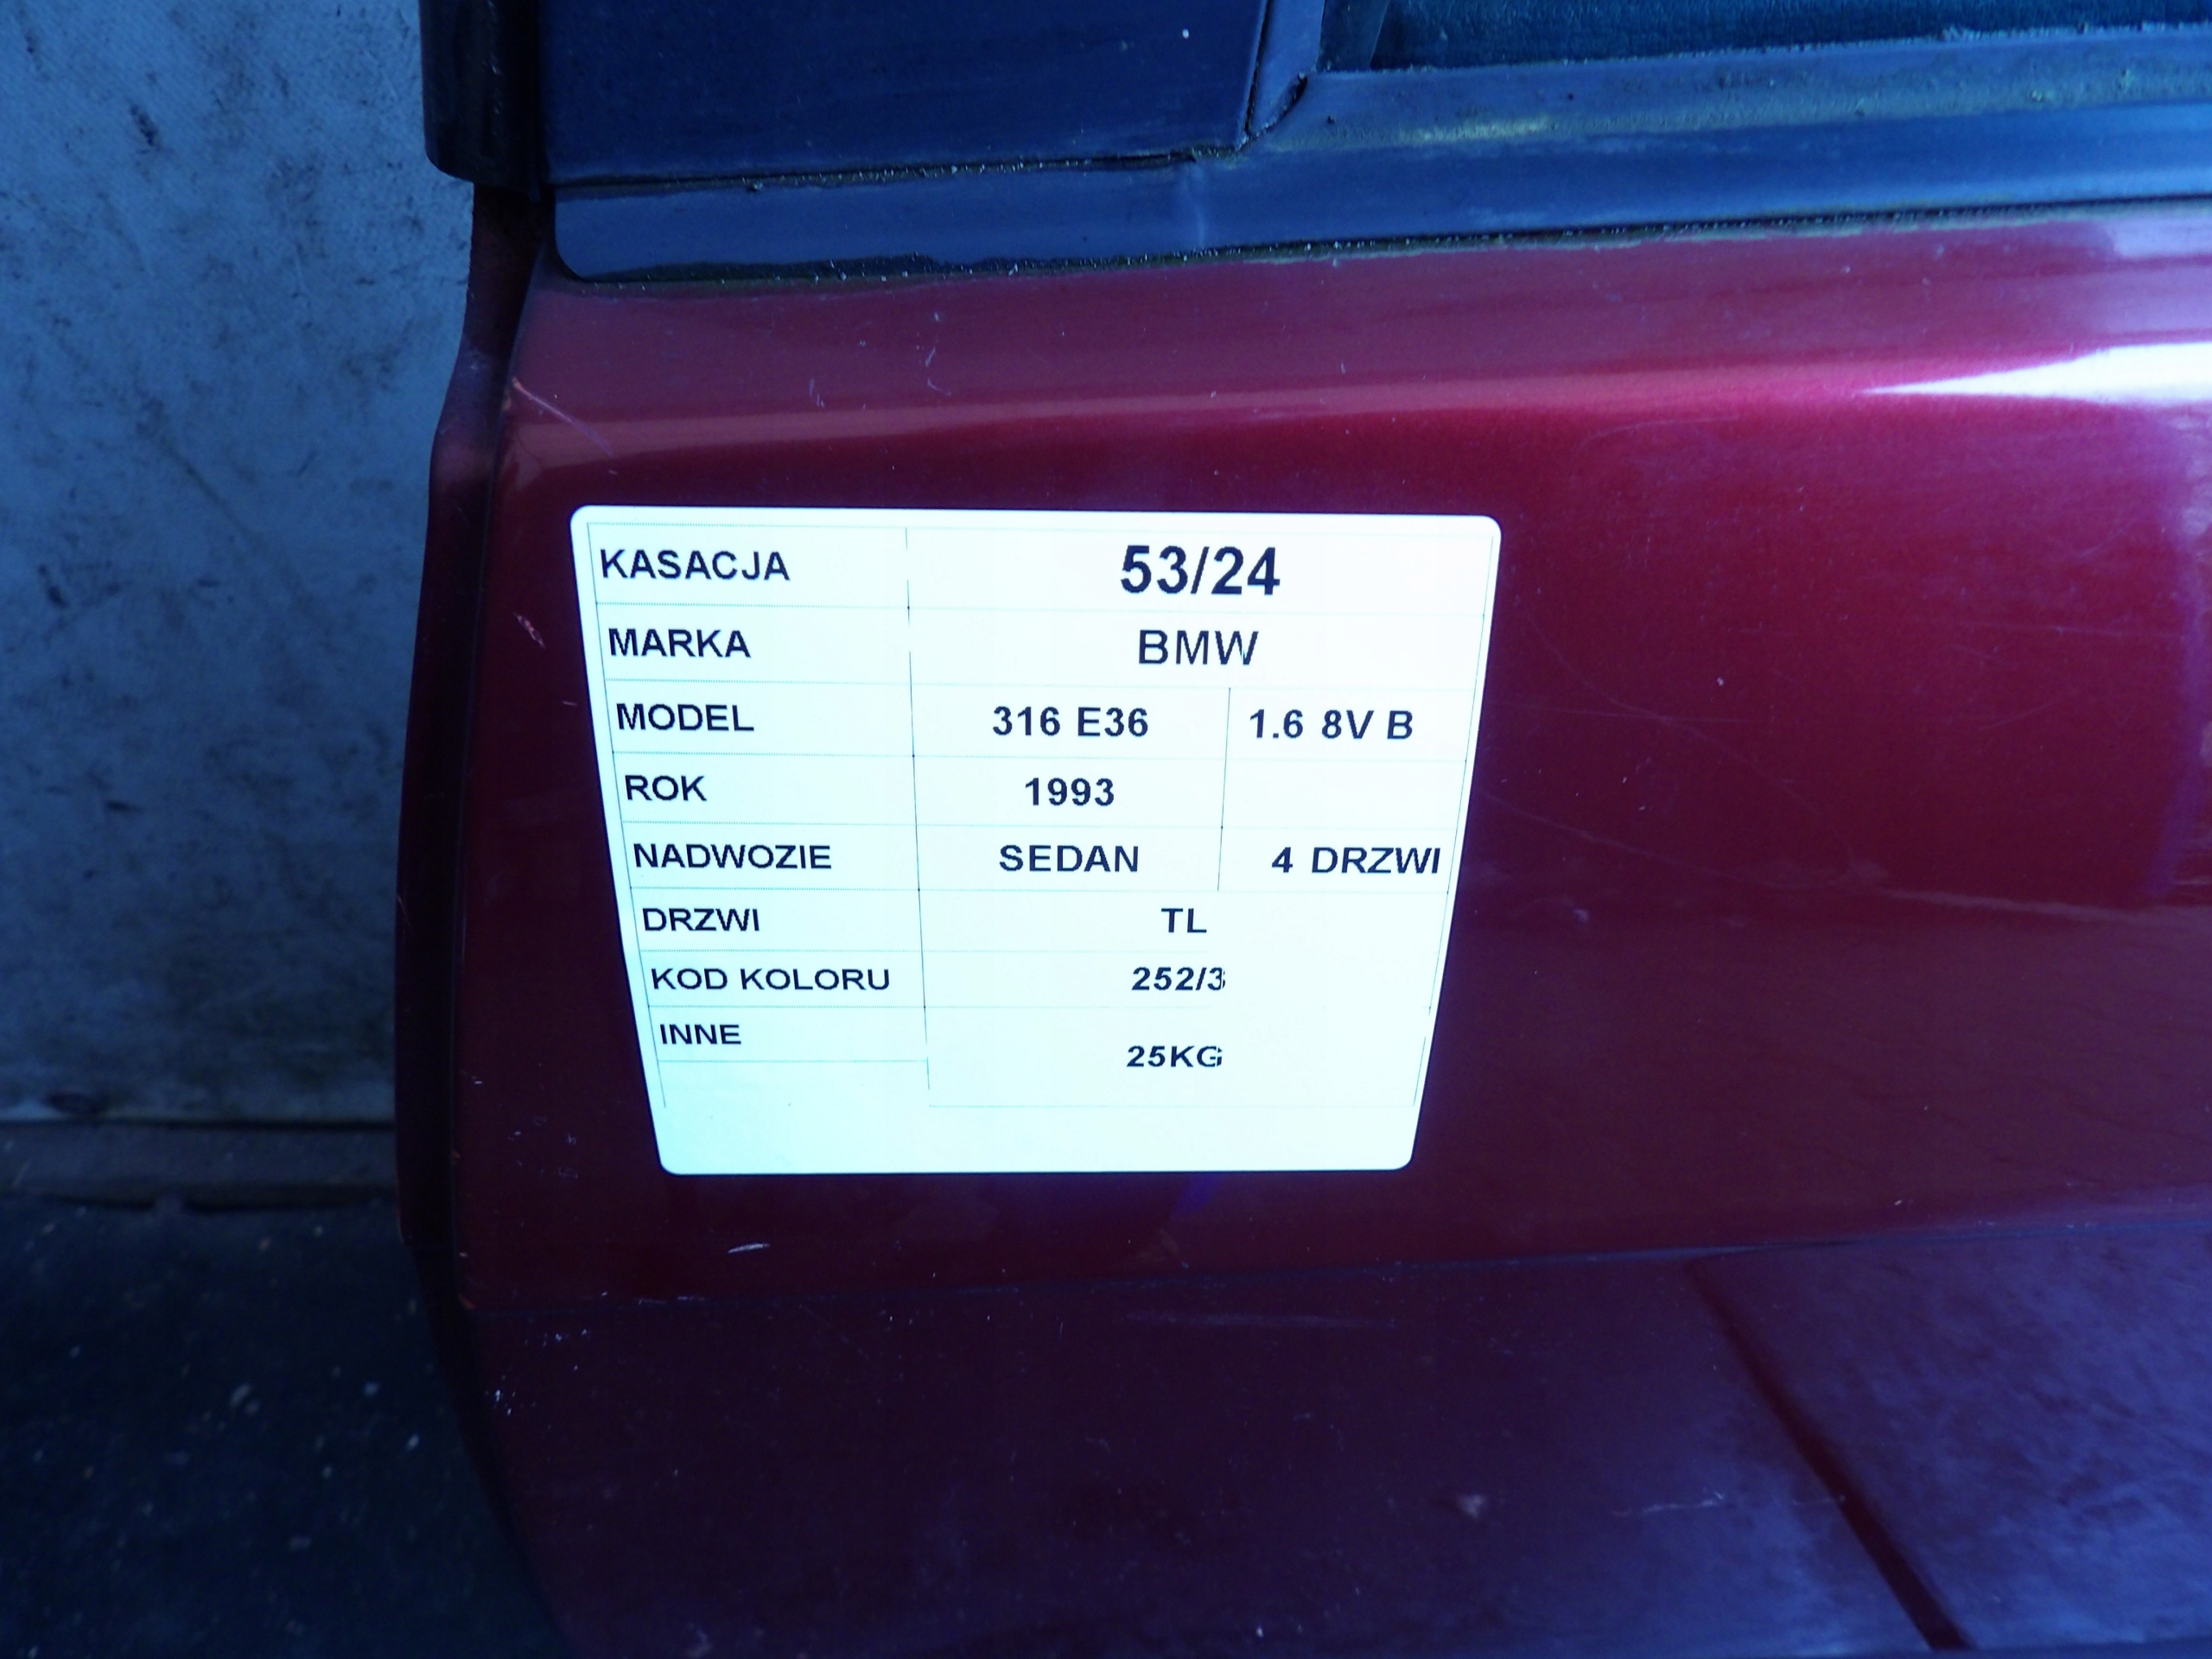 KASACJA 53/24
MARKA BMW
MODEL 316 E36 1.6 8V B
ROK 1993
NADWOZIE SEDAN 4 DRZWI
DRZWI TL
KOD KOLORU 252/3
INNE
25KG